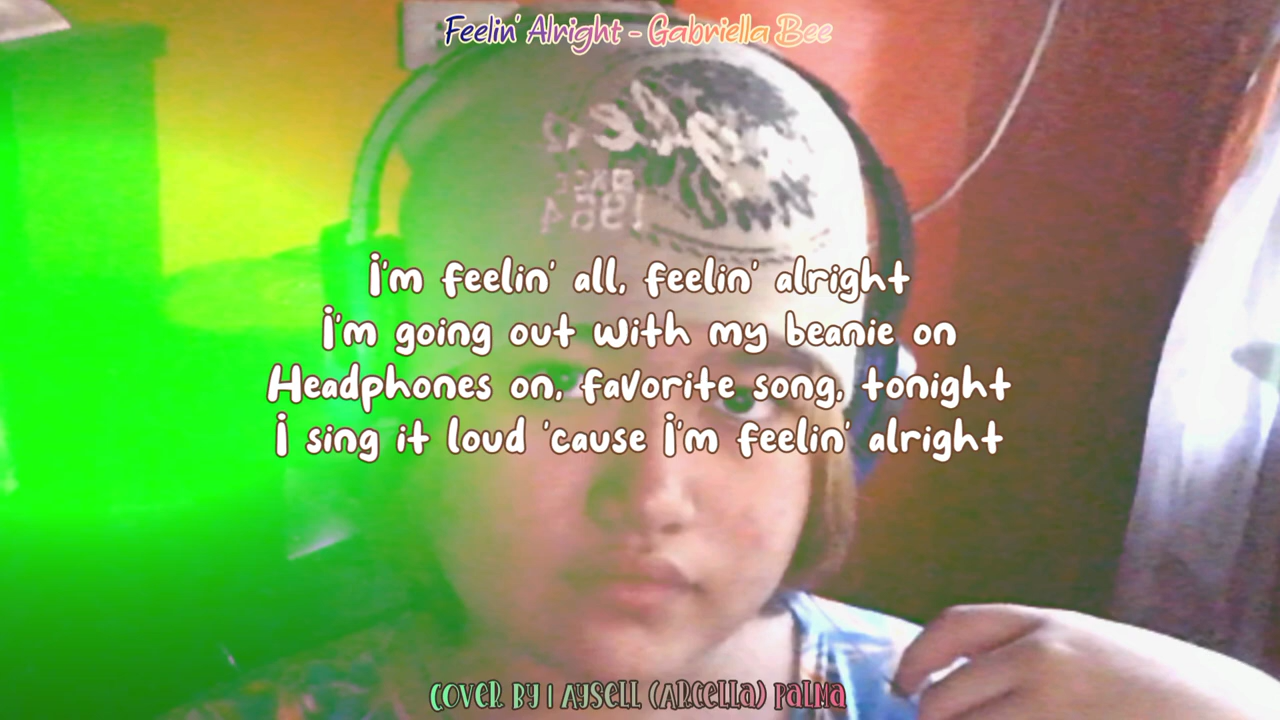 Feelin' Alright - Gabriella Bee
1964
I'm feelin' all, feelin' alright
I'm going out with my beanie on
Headphones on, favorite song, tonight
I sing it loud 'cause I'm feelin' alright
COVER BY | AYSELL (ARCELLA) PALMA